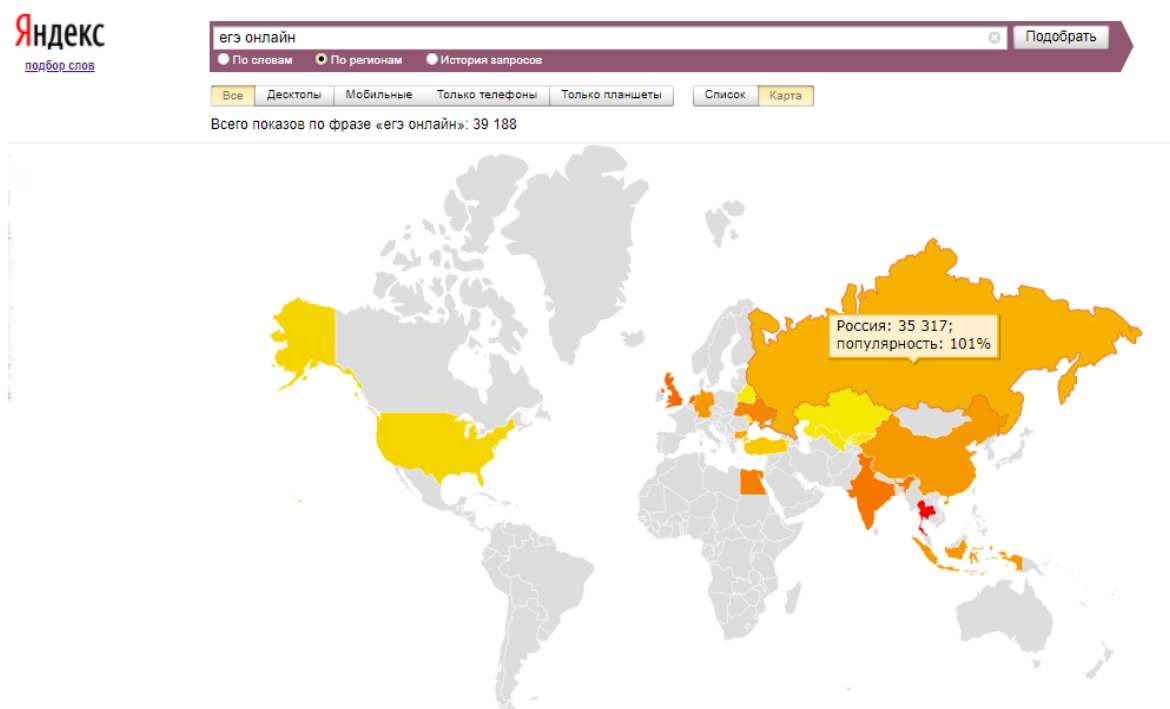 Яндекс
подбор слов
егэ онлайн
Подобрать
По словам По регионам История запросов
Все Десктопы Мобильные Только телефоны Только планшеты Список Карта
Всего показов по фразе «егэ онлайн»: 39 188
Россия: 35 317;
популярность: 101%